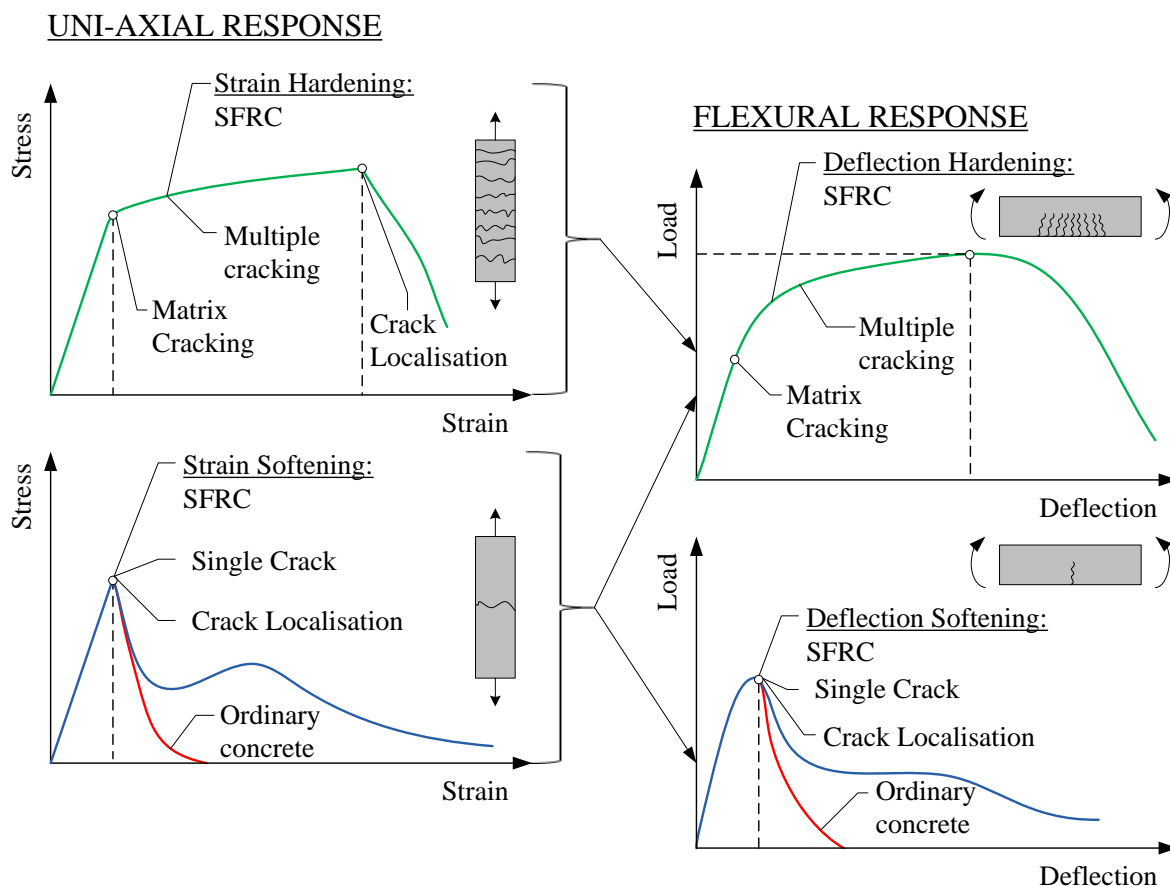 UNI-AXIAL RESPONSE
Stress
Strain Hardening:
SFRC
Multiple
cracking
Matrix
Cracking
Crack
Localisation
Strain
Stress
Strain Softening:
SFRC
Single Crack
Crack Localisation
Ordinary
concrete
Strain
FLEXURAL RESPONSE
Load
Deflection Hardening:
SFRC
Multiple
cracking
Matrix
Cracking
Deflection
Load
Deflection Softening:
SFRC
Single Crack
Crack Localisation
Ordinary
concrete
Deflection